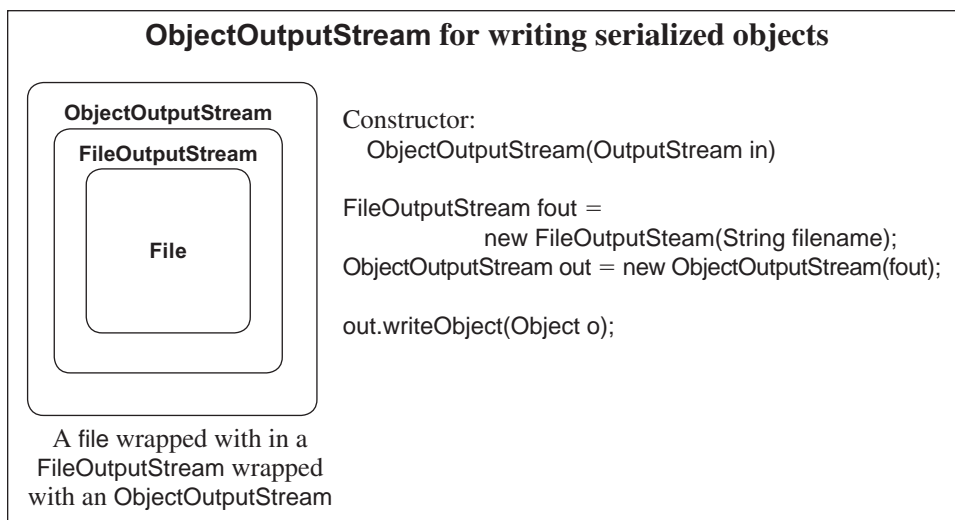 ObjectOutputStream for writing serialized objects
ObjectOutputStream
FileOutputStream
File
A file wrapped with in a
FileOutputStream wrapped
with an ObjectOutputStream
Constructor:
ObjectOutputStream(OutputStream in)
FileOutputStream fout =
new FileOutputSteam(String filename);
ObjectOutputStream out = new ObjectOutputStream(fout);
out.writeObject(Object o);